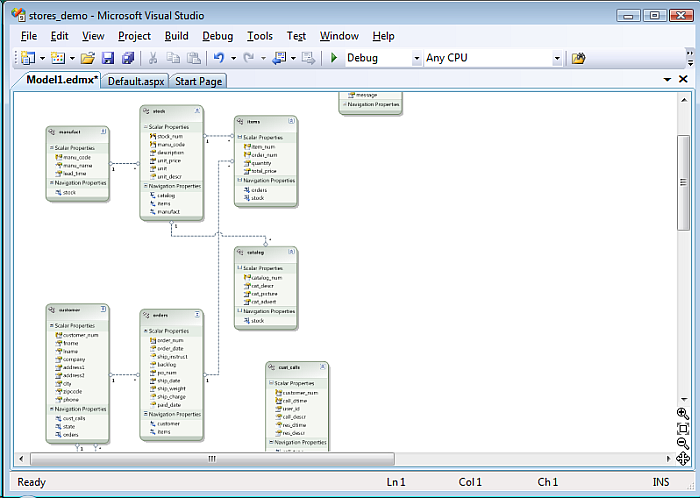 stores_demo - Microsoft Visual Studio
File Edit View Project Build Debug Tools Test Window Help
Debug Any CPU
Model1.edmx* Default.aspx Start Page
message
Navigation Properties
manufact
Scalar Properties
manu_code
manu_name
lead_time
Navigation Properties
stock
stock
Scalar Properties
stock_num
manu_code
description
unit_price
unit
unit_descr
Navigation Properties
catalog
items
manufact
items
Scalar Properties
item_num
order_num
quantity
total_price
Navigation Properties
orders
stock
1
*
1
*
*
1
*
catalog
Scalar Properties
catalog_num
cat_descr
cat_picture
cat_advert
Navigation Properties
stock
customer
Scalar Properties
customer_num
fname
lname
company
address1
address2
city
zipcode
phone
Navigation Properties
cust_calls
state
orders
1
*
orders
Scalar Properties
order_num
order_date
ship_instruct
backlog
po_num
ship_date
ship_weight
ship_charge
paid_date
Navigation Properties
customer
items
1
cust_calls
Scalar Properties
customer_num
call_dtime
user_id
call_descr
res_dtime
res_descr
Ready Ln 1 Col 1 Ch 1 INS